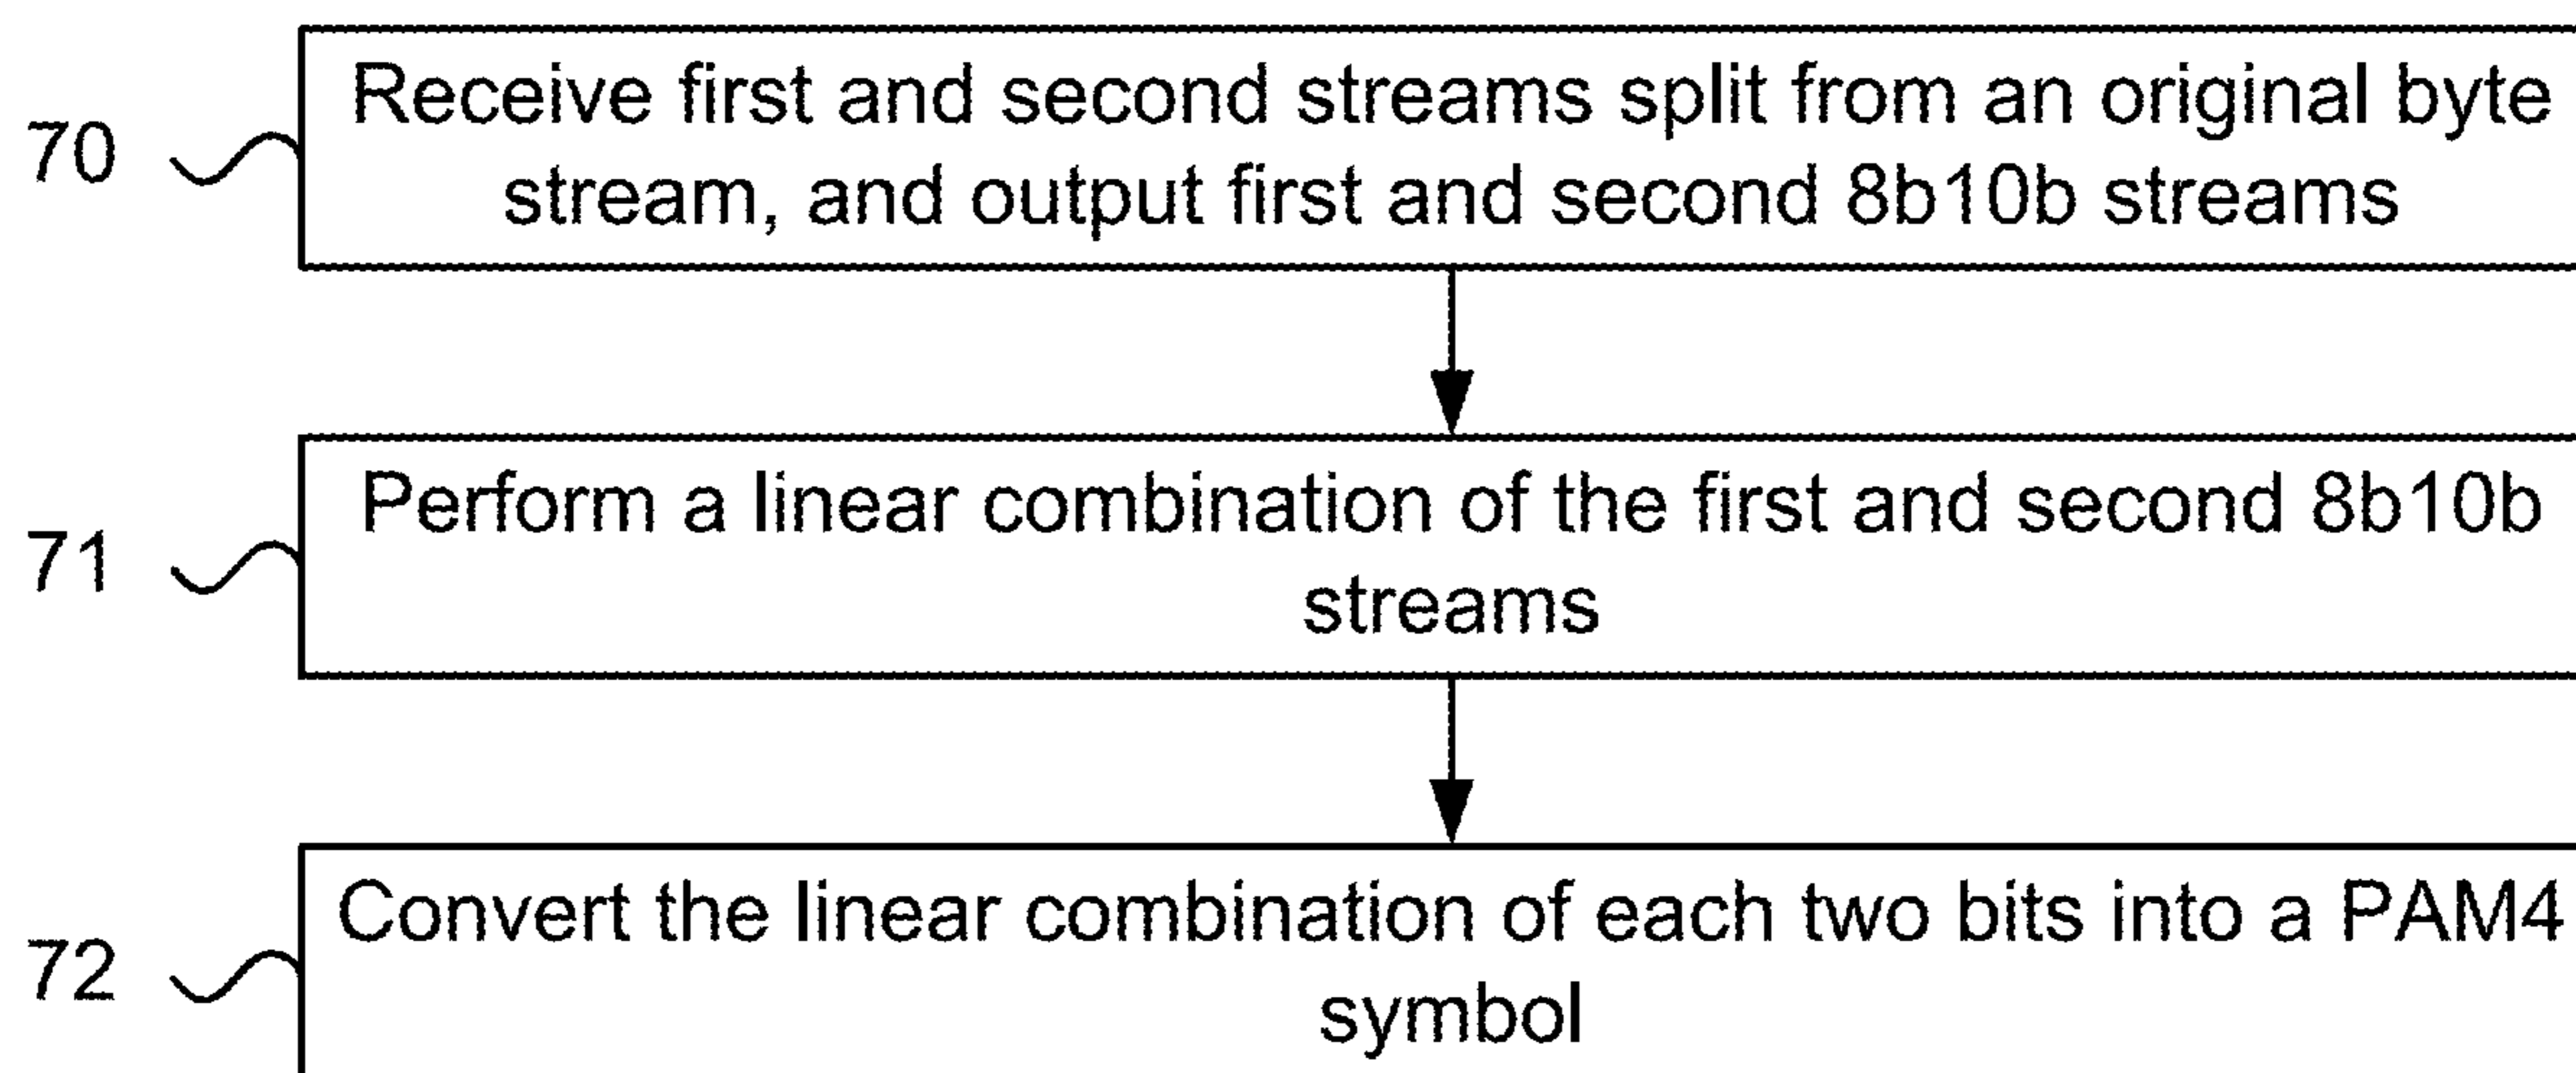 70
Receive first and second streams split from an original byte
stream, and output first and second 8b10b streams
71
Perform a linear combination of the first and second 8b10b
streams
72
Convert the linear combination of each two bits into a PAM4
symbol